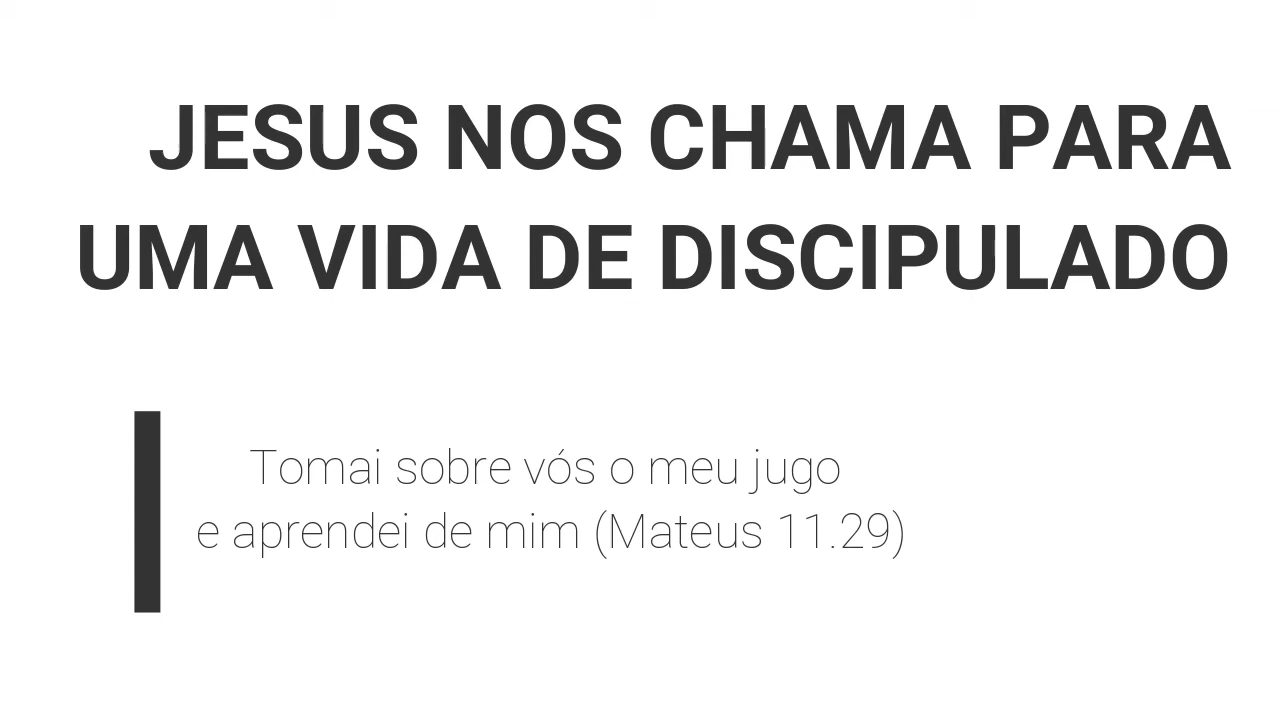 JESUS NOS CHAMA PARA
UMA VIDA DE DISCIPULADO
Tomai sobre vós o meu jugo
e aprendei de mim (Mateus 11.29)